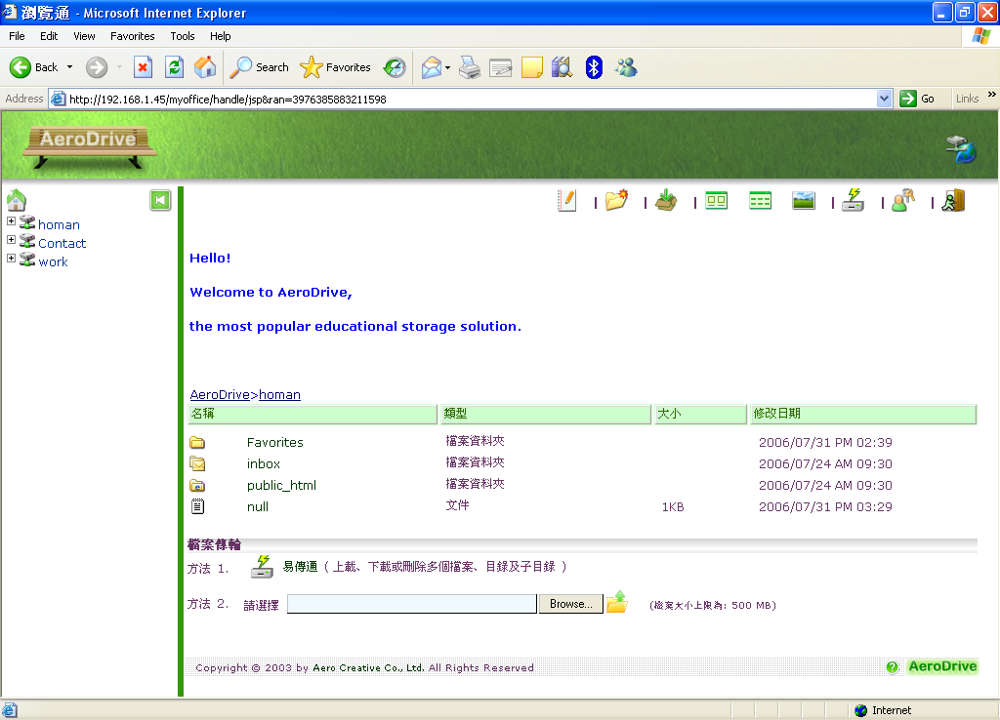 瀏覽通 - Microsoft Internet Explorer
File Edit View Favorites Tools Help
Back Search Favorites
Address http://192.168.1.45/myoffice/handle/jsp&ran=3976385883211598 Go Links »
AeroDrive
homan
Contact
work
Hello!
Welcome to AeroDrive,
the most popular educational storage solution.
AeroDrive>homan
名稱 類型 大小 修改日期
Favorites 檔案資料夾 2006/07/31 PM 02:39
inbox 檔案資料夾 2006/07/24 AM 09:30
public_html 檔案資料夾 2006/07/24 AM 09:30
null 文件 1KB 2006/07/31 PM 03:29
檔案傳輸
方法 1. 易傳通 ( 上載、下載或刪除多個檔案、目錄及子目錄 )
方法 2. 請選擇 Browse... (檔案大小上限為: 500 MB)
Copyright © 2003 by Aero Creative Co., Ltd. All Rights Reserved ? AeroDrive
Internet